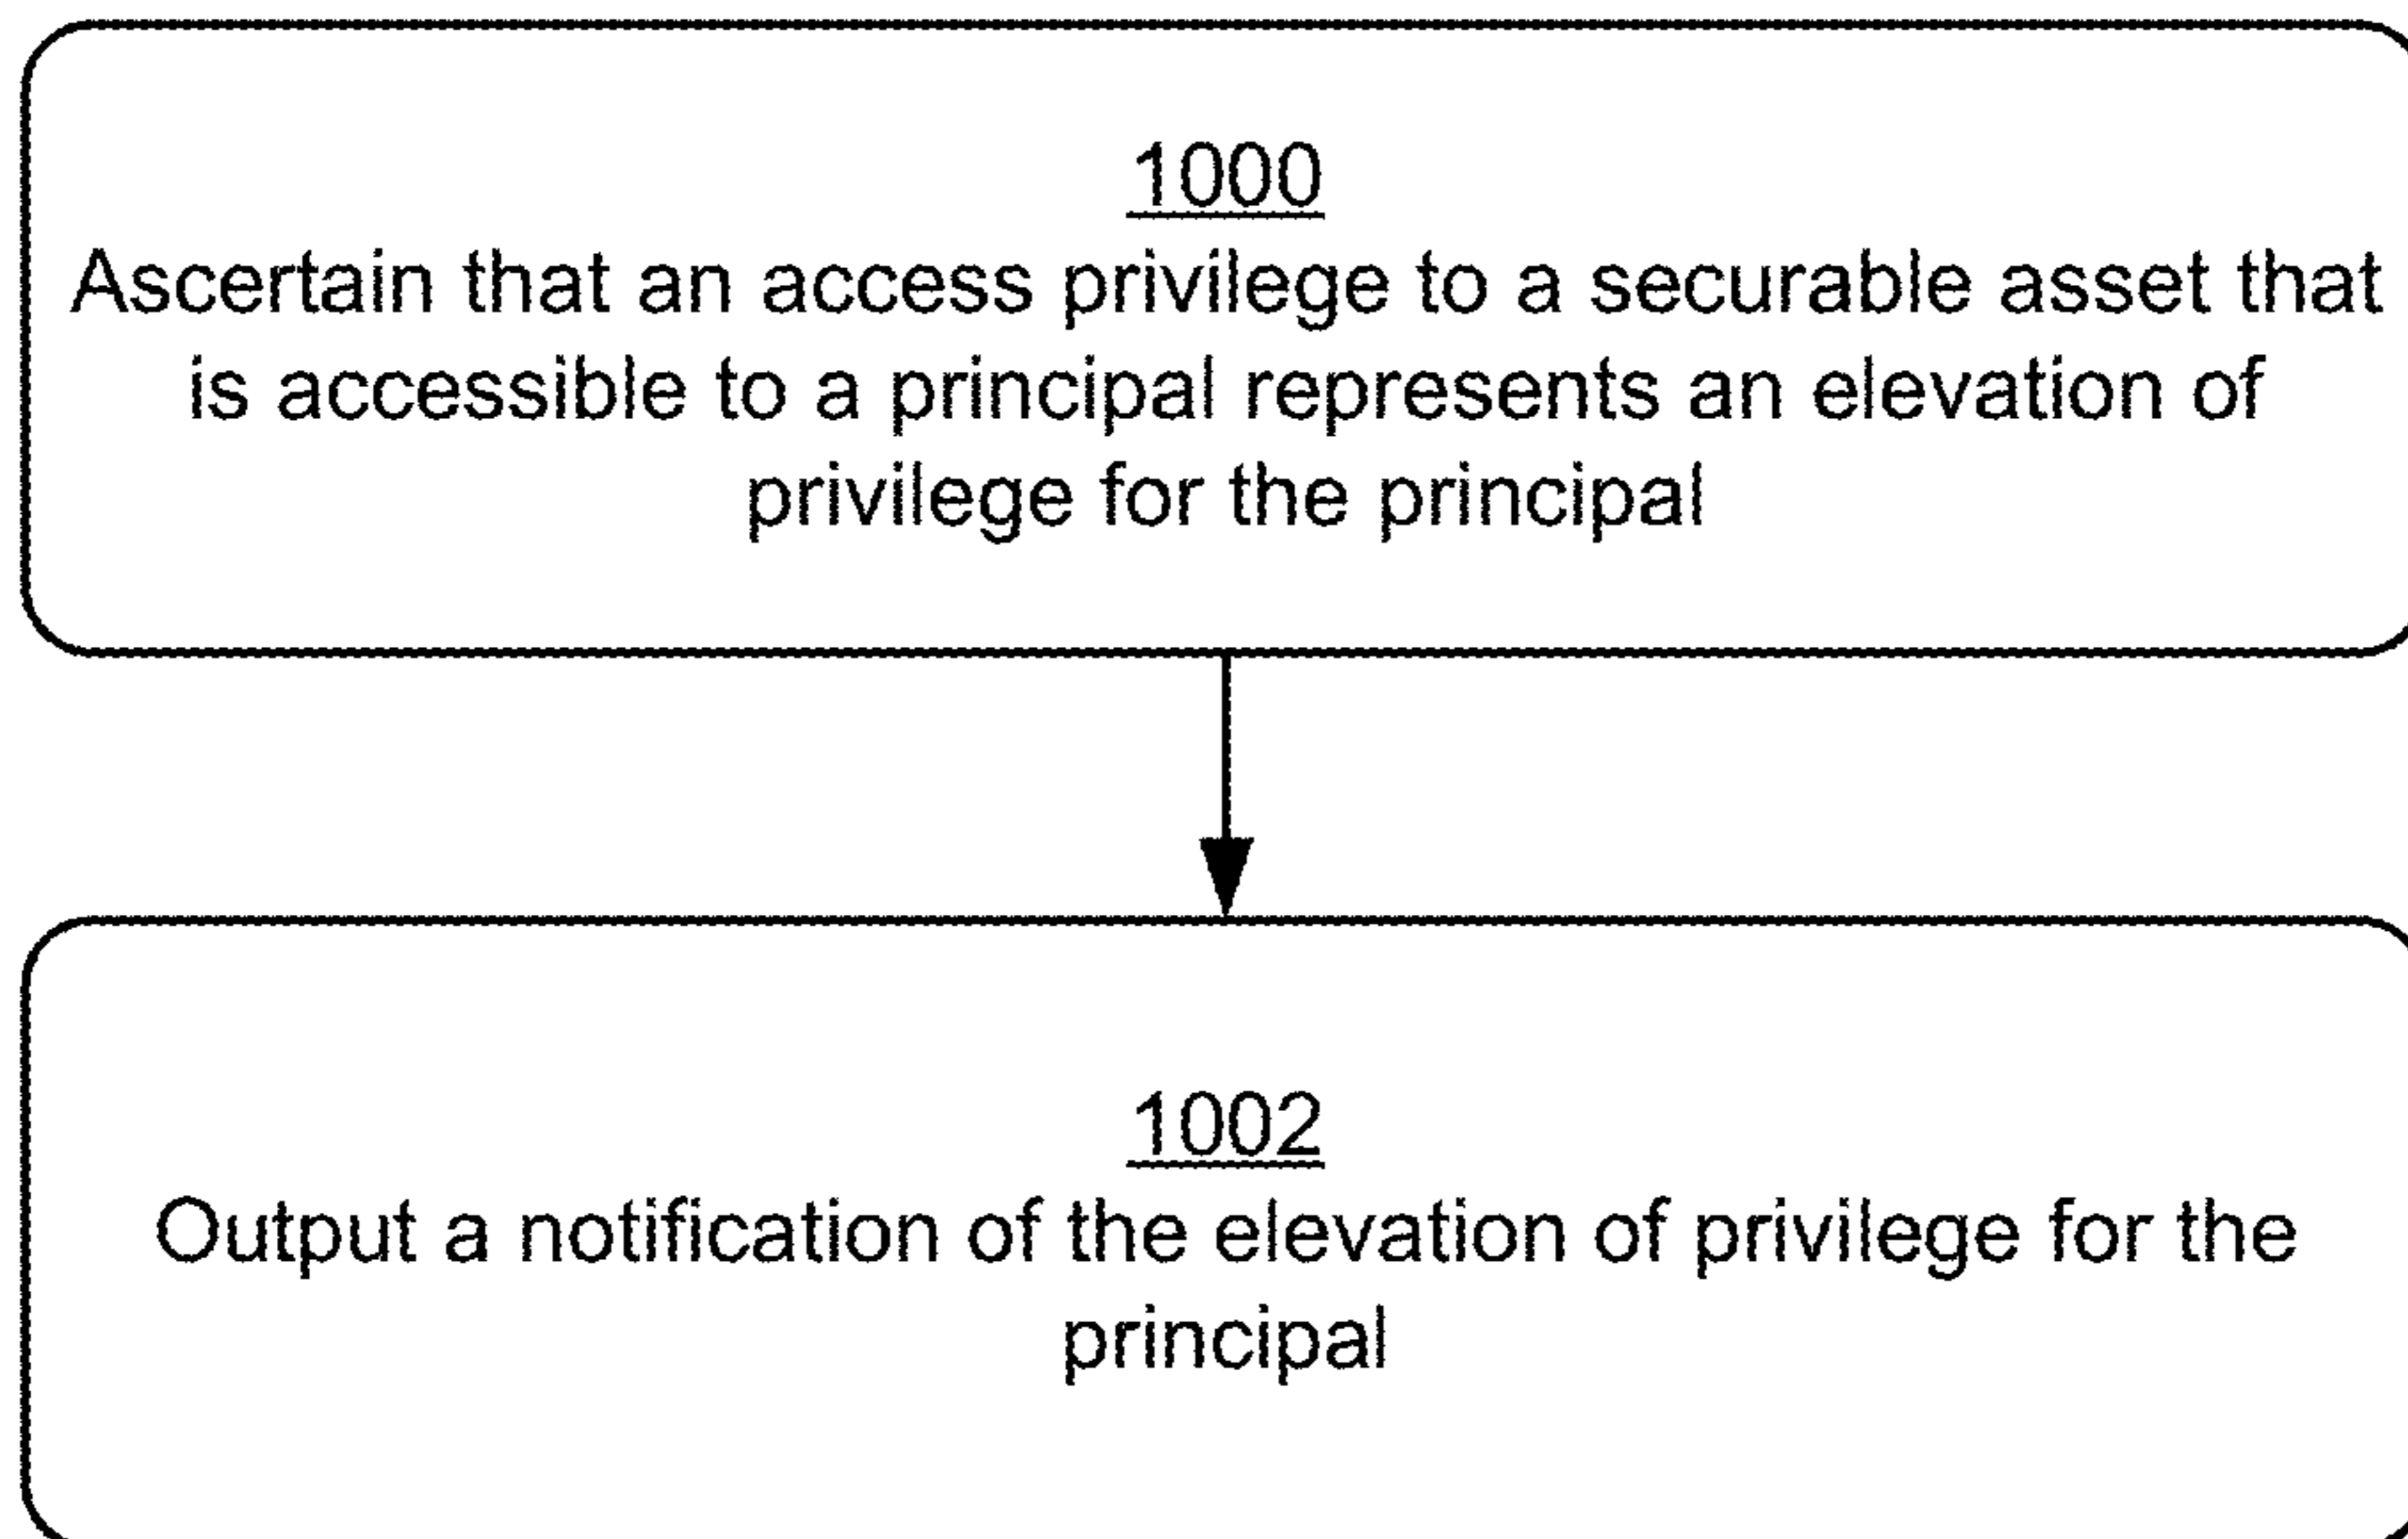 1000
Ascertain that an access privilege to a securable asset that
is accessible to a principal represents an elevation of
privilege for the principal
1002
Output a notification of the elevation of privilege for the
principal